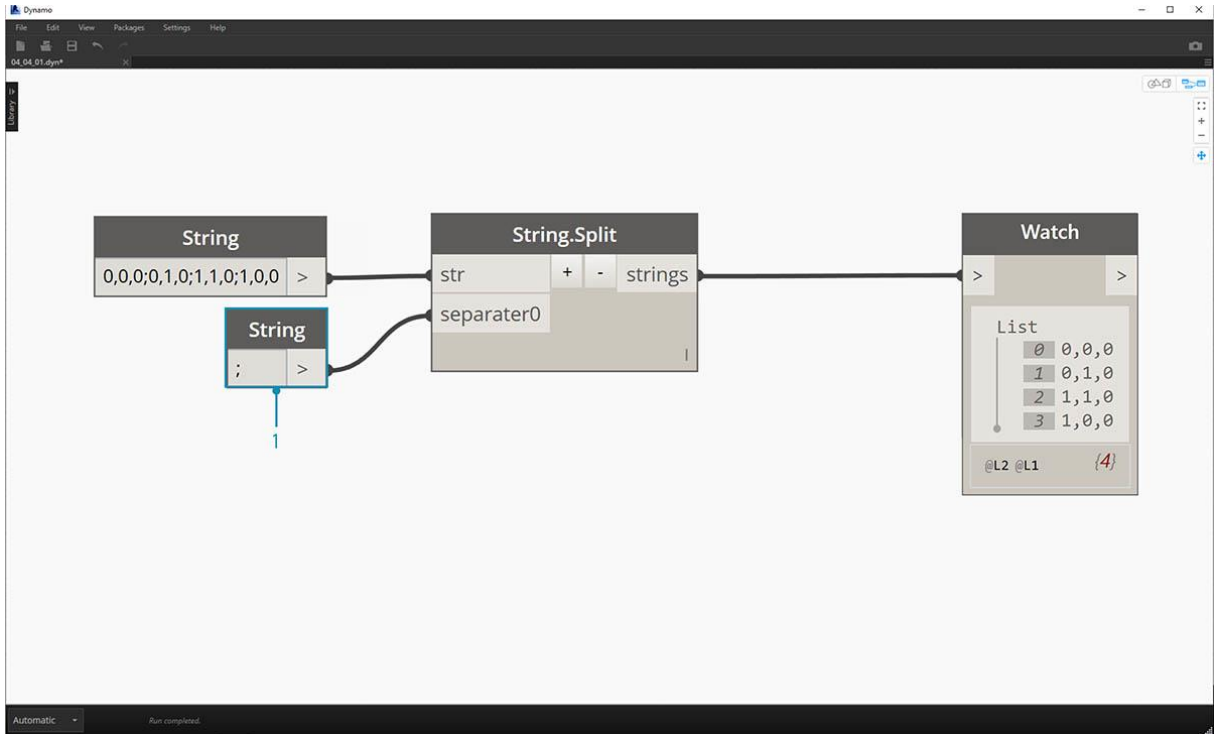 Dynamo
File Edit View Packages Settings Help
04_04_01.dyn*
Library
String
0,0,0;0,1,0;1,1,0;1,0,0 >
String
; >
1
String.Split
str + - strings
separater0
|
Watch
> >
List
0 0,0,0
1 0,1,0
2 1,1,0
3 1,0,0
@L2 @L1 {4}
Automatic Run completed.